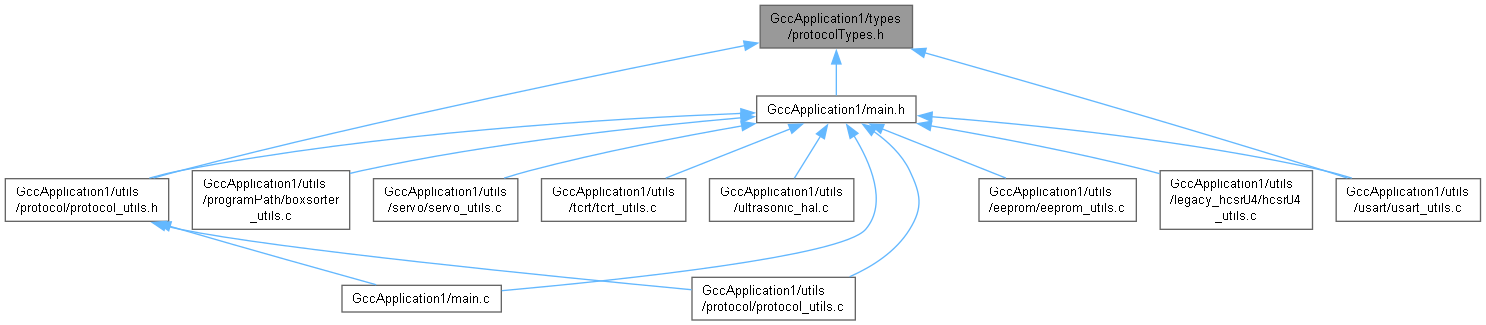 GccApplication1/types
/protocolTypes.h
GccApplication1/main.h
GccApplication1/utils
/protocol/protocol_utils.h
GccApplication1/utils
/programPath/boxsorter
_utils.c
GccApplication1/utils
/servo/servo_utils.c
GccApplication1/utils
/tcrt/tcrt_utils.c
GccApplication1/utils
/ultrasonic_hal.c
GccApplication1/utils
/eeprom/eeprom_utils.c
GccApplication1/utils
/legacy_hcsr04/hcsr04
_utils.c
GccApplication1/utils
/usart/usart_utils.c
GccApplication1/main.c
GccApplication1/utils
/protocol/protocol_utils.c